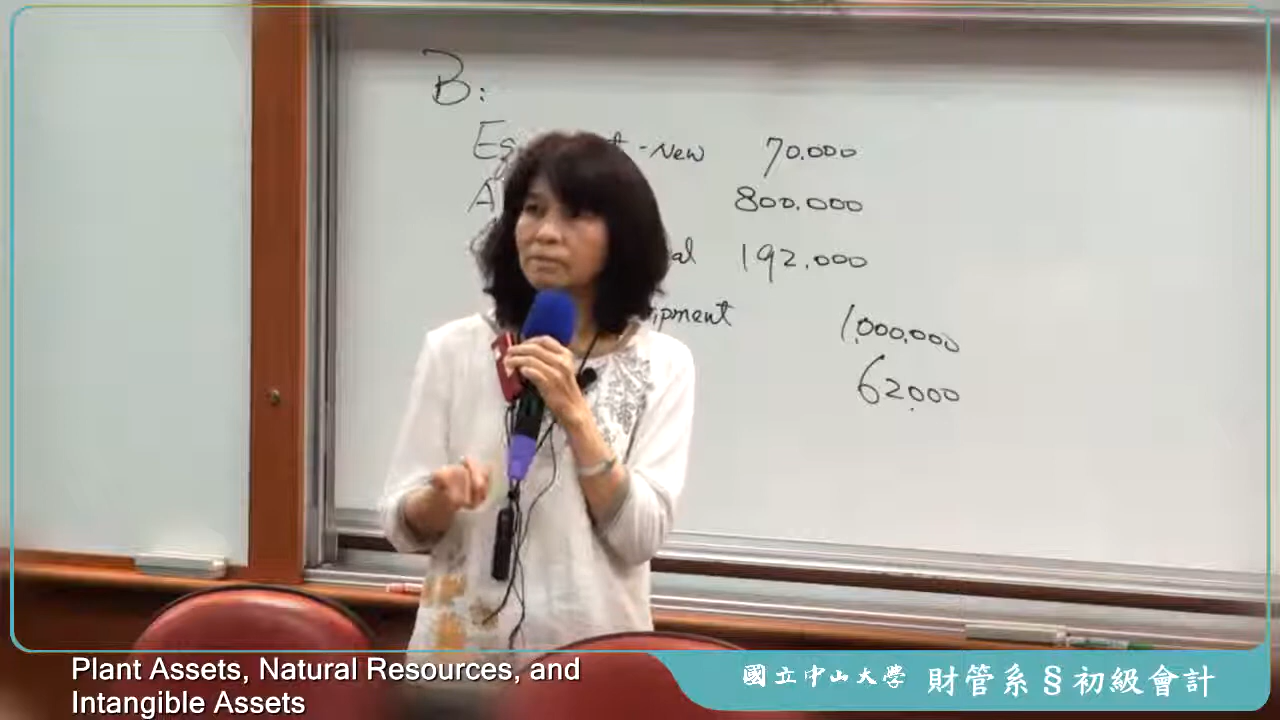 B:
-New 70.000
A 800.000
al 192.000
ipment 1,000,000
62.000
Plant Assets, Natural Resources, and
Intangible Assets
國立中山大學 財管系§初級會計